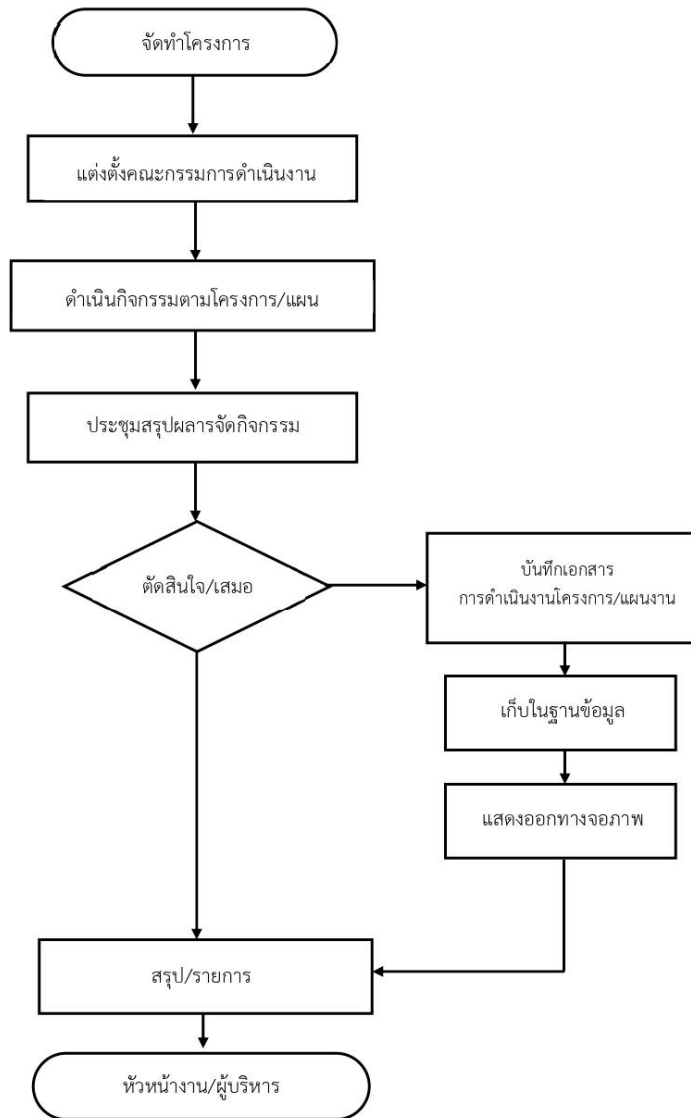 จัดทำโครงการ
แต่งตั้งคณะกรรมการดำเนินงาน
ดำเนินกิจกรรมตามโครงการ/แผน
ประชุมสรุปผลารจัดกิจกรรม
ตัดสินใจ/เสมอ
บันทึกเอกสาร
การดำเนินงานโครงการ/แผนงาน
เก็บในฐานข้อมูล
แสดงออกทางจอภาพ
สรุป/รายการ
หัวหน้างาน/ผู้บริหาร